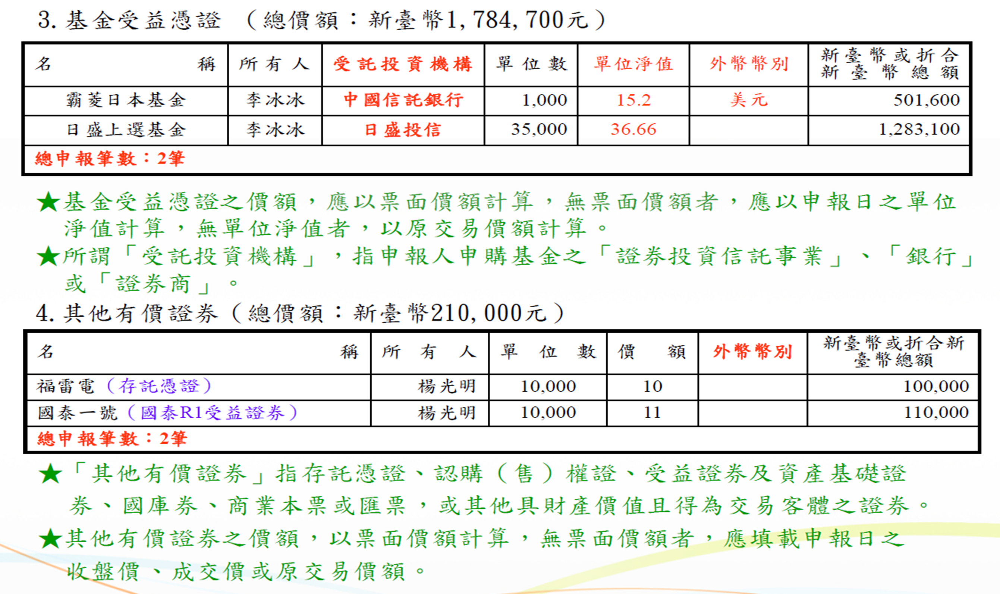 3. 基金受益憑證 （總價額：新臺幣1, 784, 700元）
名稱 所有人 受託投資機構 單位數 單位淨值 外幣幣別 新臺幣或折合新臺幣總額
霸菱日本基金 李冰冰 中國信託銀行 1,000 15.2 美元 501,600
日盛上選基金 李冰冰 日盛投信 35,000 36.66 1,283,100
總申報筆數：2筆
★基金受益憑證之價額，應以票面價額計算，無票面價額者，應以申報日之單位
淨值計算，無單位淨值者，以原交易價額計算。
★所謂「受託投資機構」，指申報人申購基金之「證券投資信託事業」、「銀行」
或「證券商」。
4. 其他有價證券（總價額：新臺幣210, 000元）
名稱 所有人 單位數 價額 外幣幣別 新臺幣或折合新臺幣總額
福雷電（存託憑證） 楊光明 10,000 10 100,000
國泰一號（國泰R1受益證券） 楊光明 10,000 11 110,000
總申報筆數：2筆
★「其他有價證券」指存託憑證、認購（售）權證、受益證券及資產基礎證
券、國庫券、商業本票或匯票，或其他具財產價值且得為交易客體之證券。
★其他有價證券之價額，以票面價額計算，無票面價額者，應填載申報日之
收盤價、成交價或原交易價額。